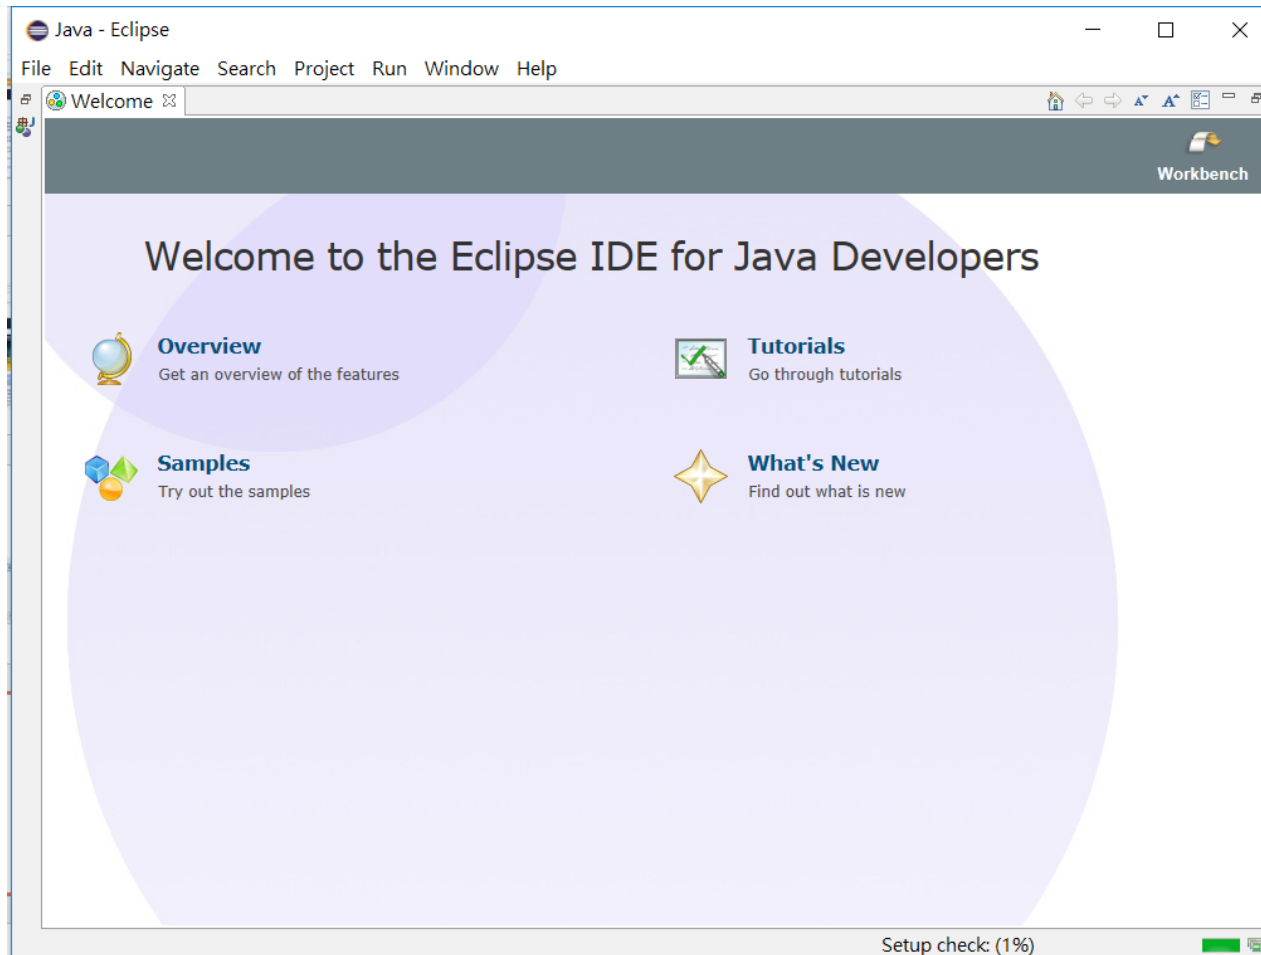 Java - Eclipse
File Edit Navigate Search Project Run Window Help
Welcome
Workbench
Welcome to the Eclipse IDE for Java Developers
Overview
Get an overview of the features
Tutorials
Go through tutorials
Samples
Try out the samples
What's New
Find out what is new
Setup check: (1%)